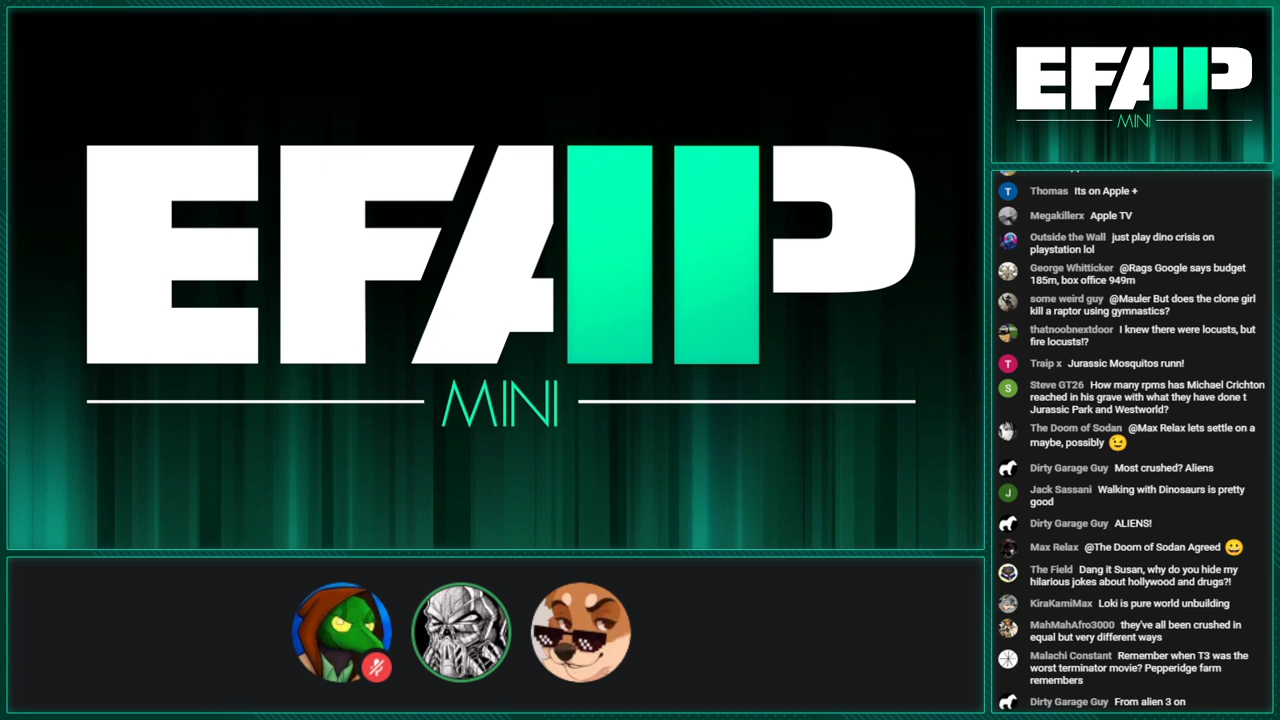 EFAP
MINI
EFAP
MINI
Thomas Its on Apple +
Megakillerx Apple TV
Outside the Wall just play dino crisis on
playstation lol
George Whitticker @Rags Google says budget
185m, box office 949m
some weird guy @Mauler But does the clone girl
kill a raptor using gymnastics?
thatnoobnextdoor I knew there were locusts, but
fire locusts!?
T
Traip x Jurassic Mosquitos runn!
S
Steve GT26 How many rpms has Michael Crichton
reached in his grave with what they have done t
Jurassic Park and Westworld?
The Doom of Sodan @Max Relax lets settle on a
maybe, possibly 😉
Dirty Garage Guy Most crushed? Aliens
J
Jack Sassani Walking with Dinosaurs is pretty
good
Dirty Garage Guy ALIENS!
Max Relax @The Doom of Sodan Agreed 😀
The Field Dang it Susan, why do you hide my
hilarious jokes about hollywood and drugs?!
KiraKamiMax Loki is pure world unbuilding
MahMahAfro3000 they've all been crushed in
equal but very different ways
Malachi Constant Remember when T3 was the
worst terminator movie? Pepperidge farm
remembers
Dirty Garage Guy From alien 3 on